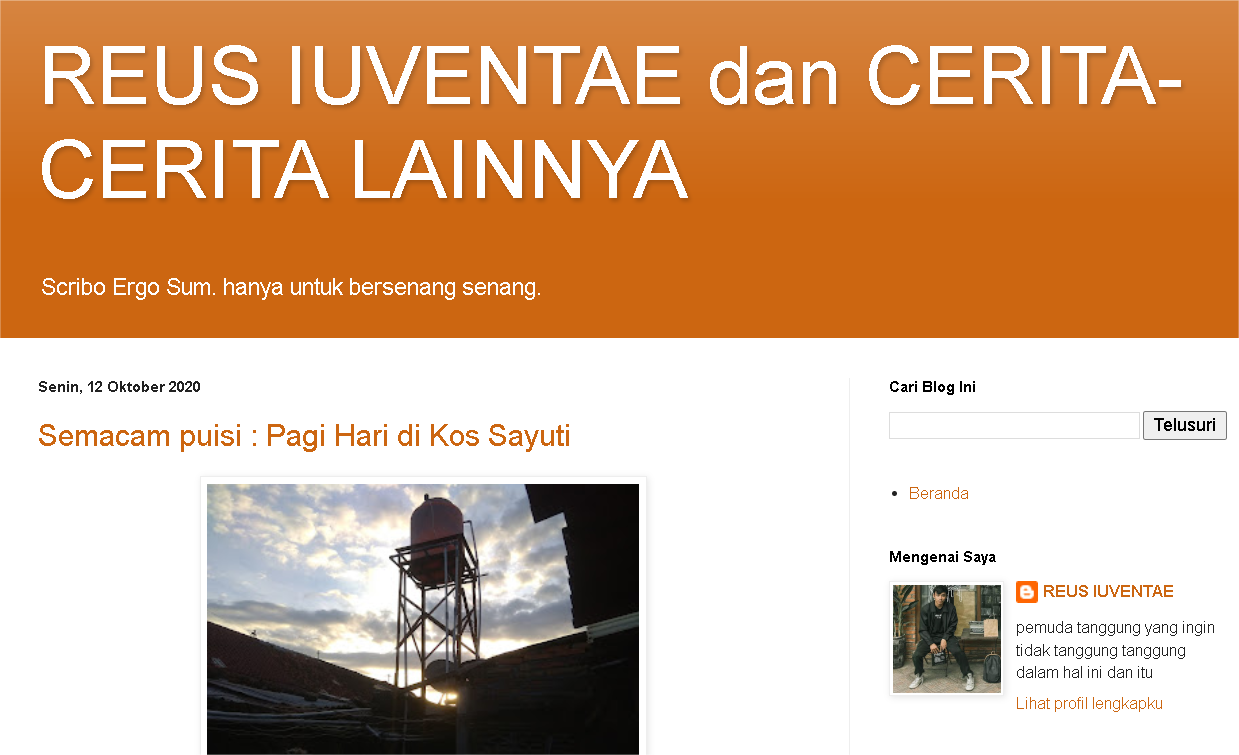 REUS IUVENTAE dan CERITA-
CERITA LAINNYA
Scribo Ergo Sum. hanya untuk bersenang senang.
Senin, 12 Oktober 2020
Semacam puisi : Pagi Hari di Kos Sayuti
Cari Blog Ini
Telusuri
Beranda
Mengenai Saya
REUS IUVENTAE
pemuda tanggung yang ingin
tidak tanggung tanggung
dalam hal ini dan itu
Lihat profil lengkapku